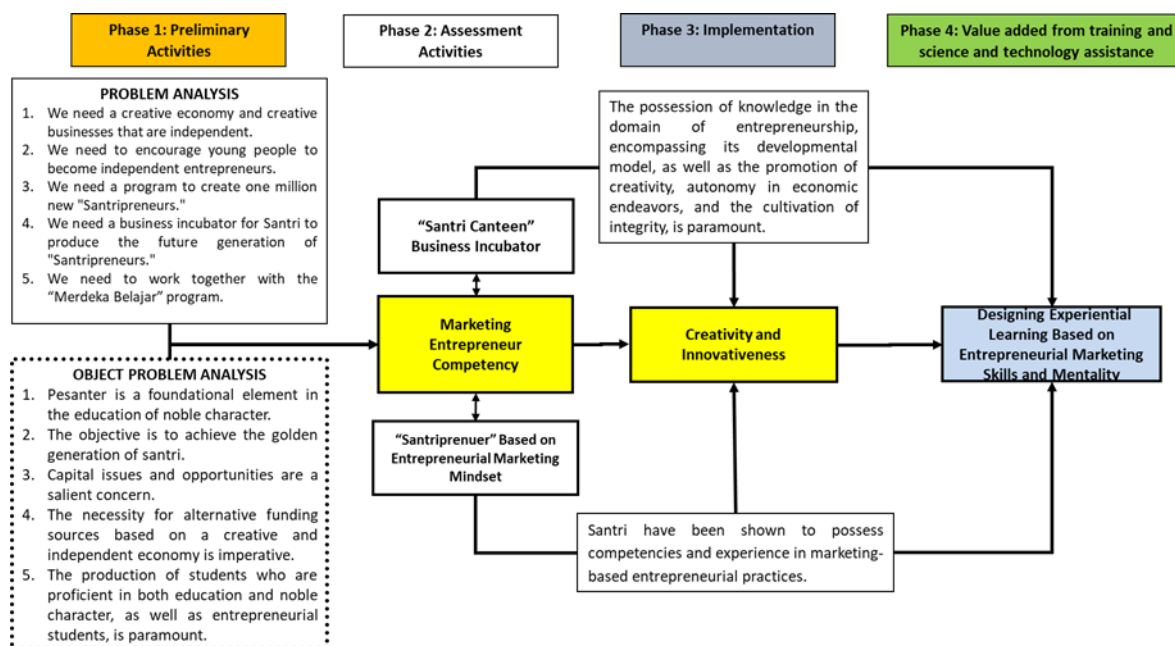 Phase 1: Preliminary
Activities
Phase 2: Assessment
Activities
Phase 3: Implementation
Phase 4: Value added from training and
science and technology assistance
PROBLEM ANALYSIS
1. We need a creative economy and creative
businesses that are independent.
2. We need to encourage young people to
become independent entrepreneurs.
3. We need a program to create one million
new "Santripreneurs."
4. We need a business incubator for Santri to
produce the future generation of
"Santripreneurs."
5. We need to work together with the
“Merdeka Belajar” program.
OBJECT PROBLEM ANALYSIS
1. Pesanter is a foundational element in
the education of noble character.
2. The objective is to achieve the golden
generation of santri.
3. Capital issues and opportunities are a
salient concern.
4. The necessity for alternative funding
sources based on a creative and
independent economy is imperative.
5. The production of students who are
proficient in both education and noble
character, as well as entrepreneurial
students, is paramount.
“Santri Canteen”
Business Incubator
Marketing
Entrepreneur
Competency
“Santriprenuer” Based on
Entrepreneurial Marketing
Mindset
The possession of knowledge in the
domain of entrepreneurship,
encompassing its developmental
model, as well as the promotion of
creativity, autonomy in economic
endeavors, and the cultivation of
integrity, is paramount.
Creativity and
Innovativeness
Santri have been shown to possess
competencies and experience in marketing-
based entrepreneurial practices.
Designing Experiential
Learning Based on
Entrepreneurial Marketing
Skills and Mentality